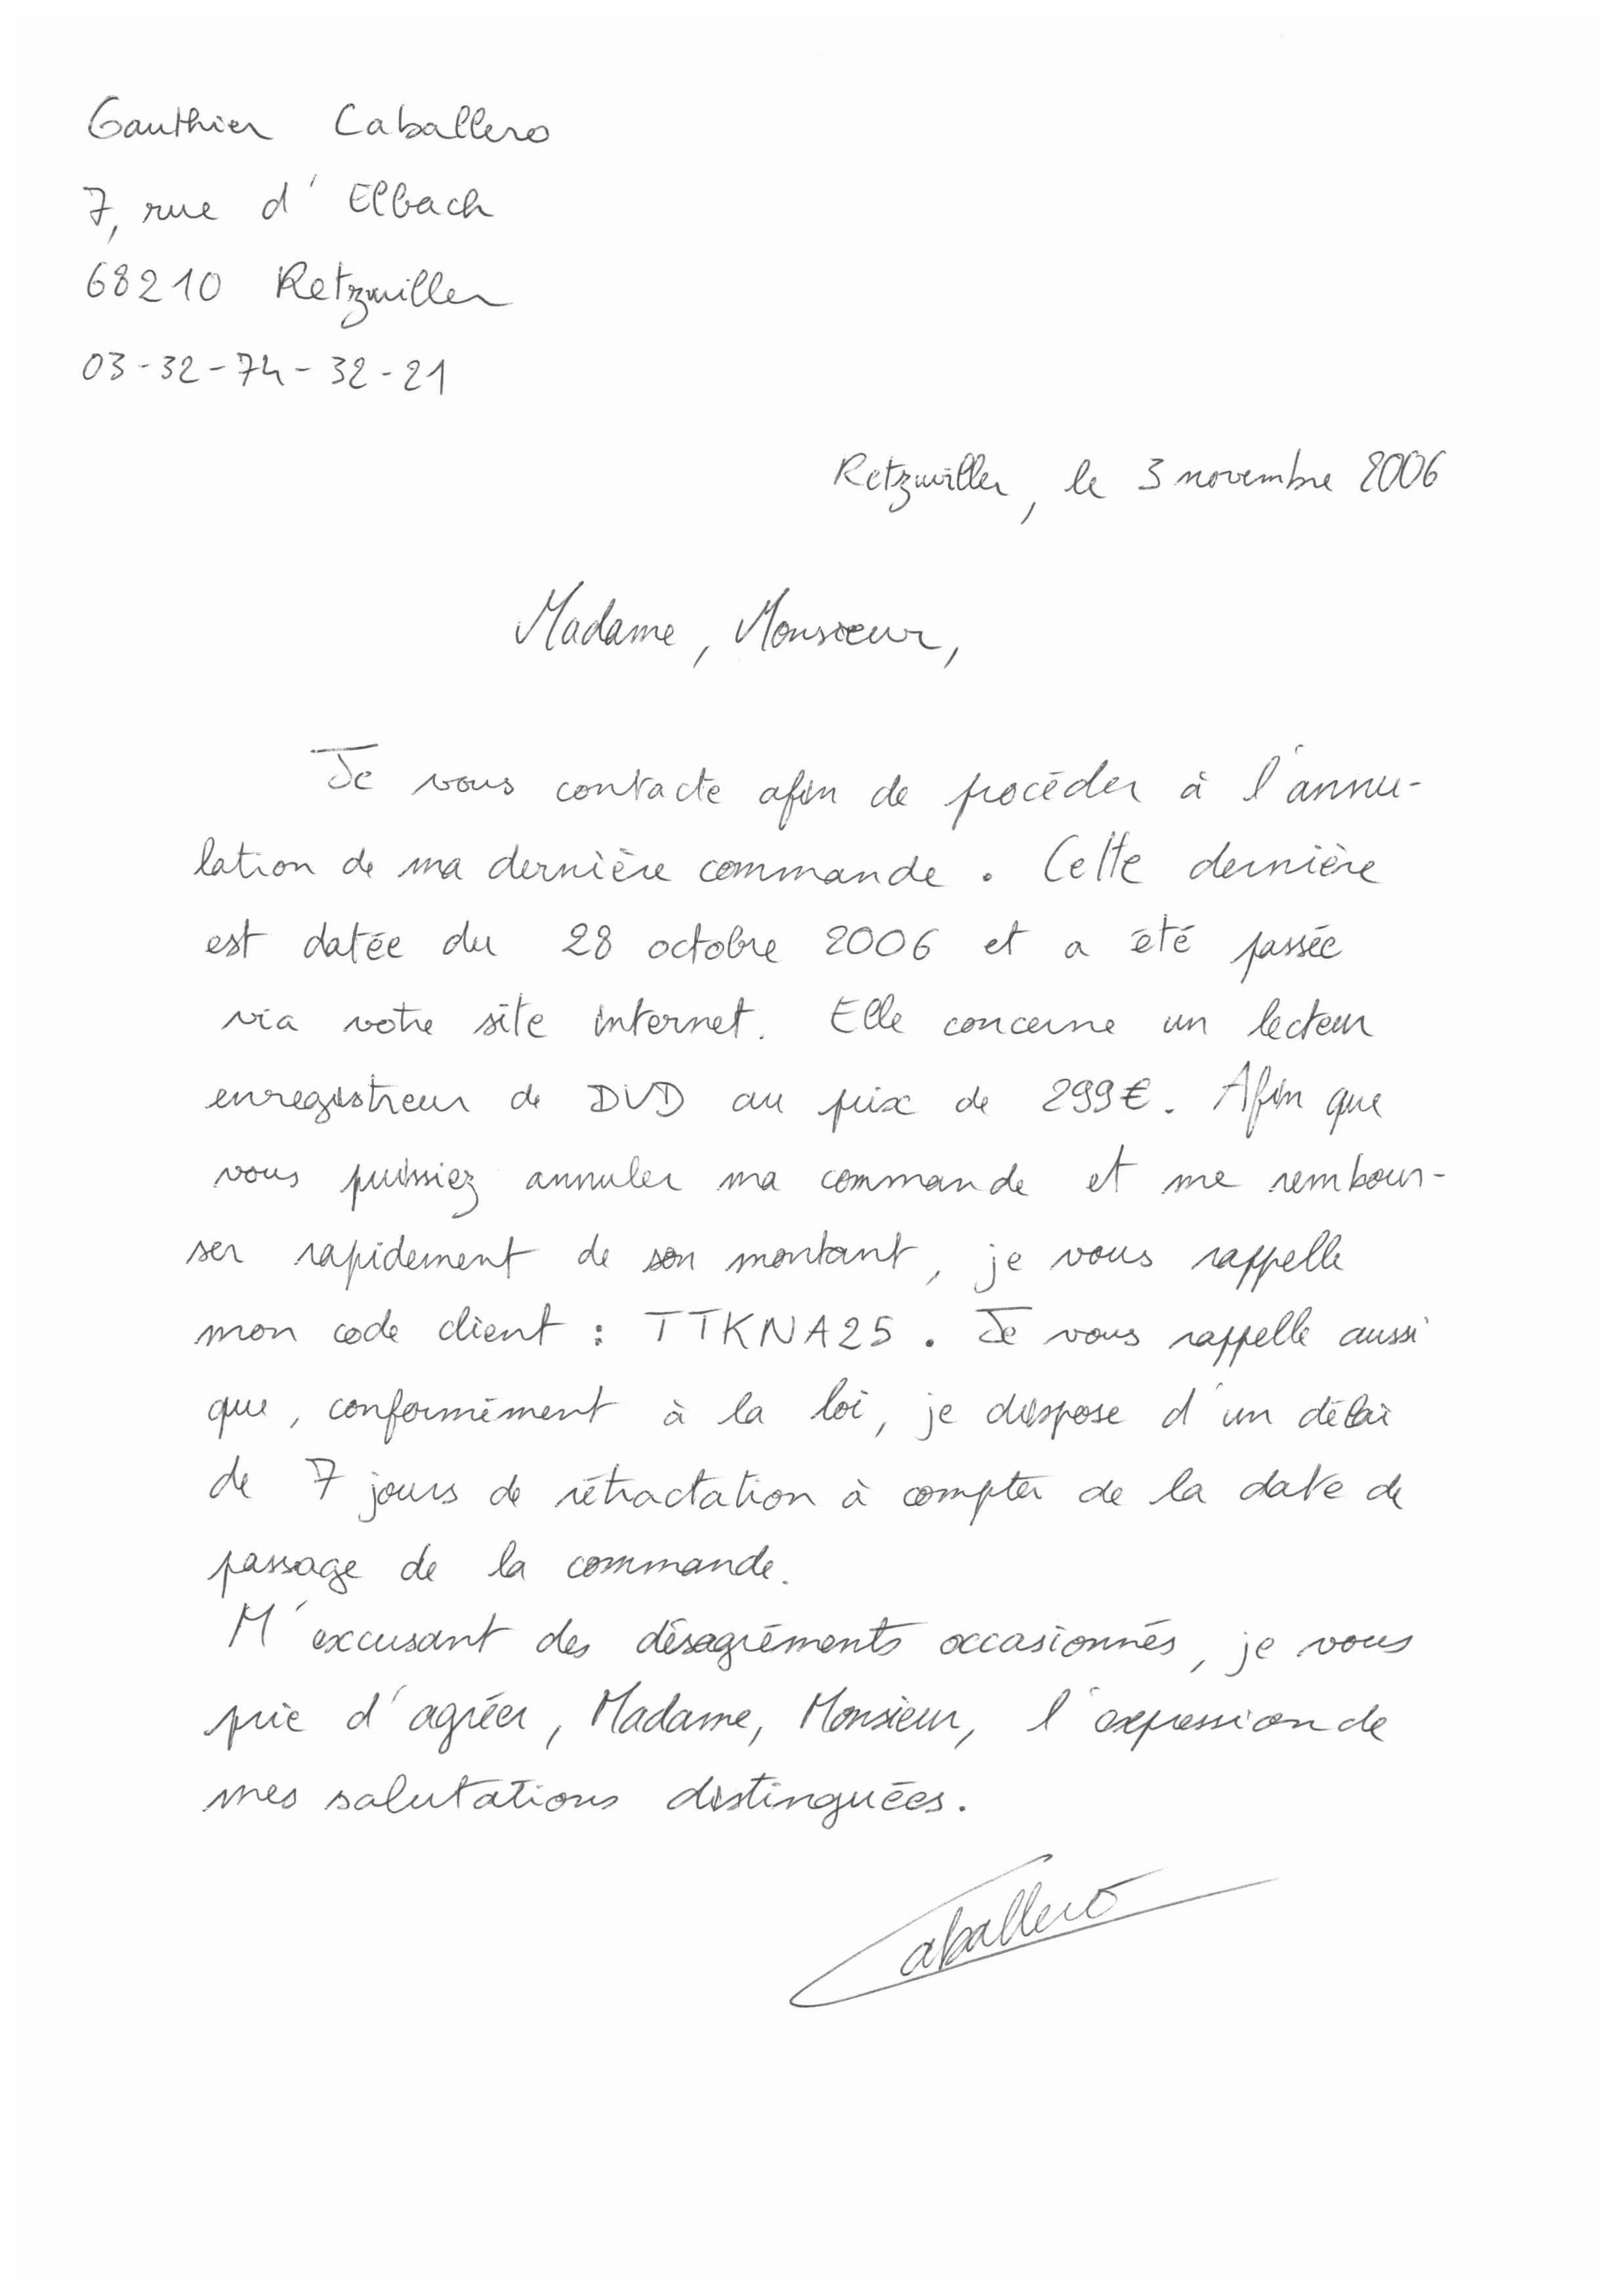 Gauthier Caballero
7, rue d'Elbach
68210 Retzwiller
03-32-74-32-21
Retzwiller, le 3 novembre 2006
Madame, Monsieur,
Je vous contacte afin de procéder à l'annu-
lation de ma dernière commande. Cette dernière
est datée du 28 octobre 2006 et a été passée
via votre site internet. Elle concerne un lecteur
enregistreur de DVD au prix de 299€. Afin que
vous puissiez annuler ma commande et me rembour-
ser rapidement de son montant, je vous rappelle
mon code client : TTKNA25. Je vous rappelle aussi
que, conformément à la loi, je dispose d'un délai
de 7 jours de rétractation à compter de la date de
passage de la commande.
M'excusant des désagréments occasionnés, je vous
prie d'agréer, Madame, Monsieur, l'expression de
mes salutations distinguées.
Caballero